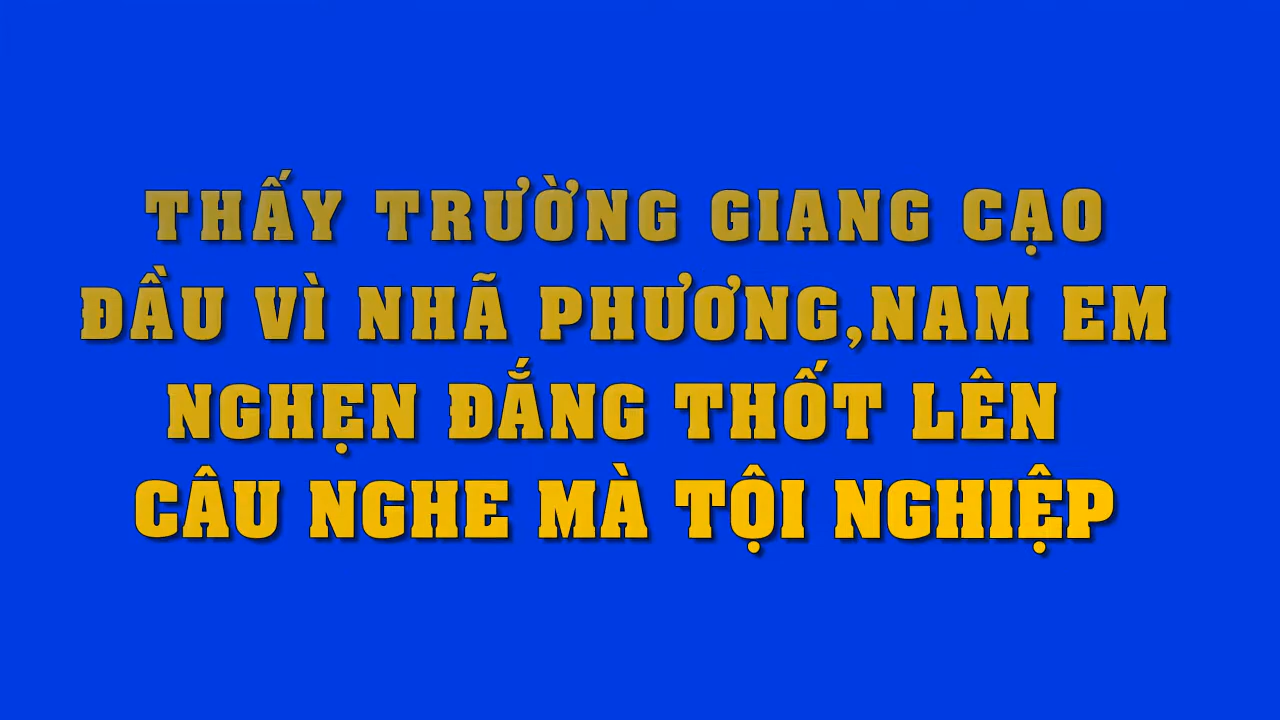 THẤY TRƯỜNG GIANG CẠO
ĐẦU VÌ NHÃ PHƯƠNG,NAM EM
NGHẸN ĐẮNG THỐT LÊN
CÂU NGHE MÀ TỘI NGHIỆP